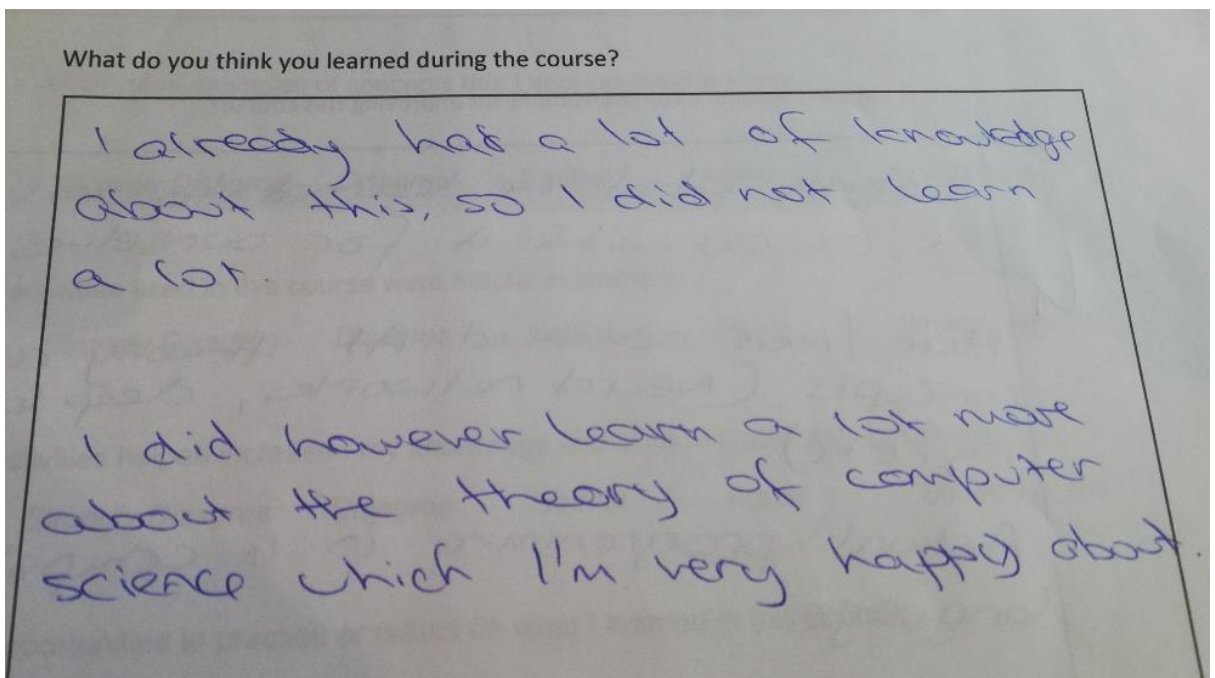 What do you think you learned during the course?
I already had a lot of knowledge
about this, so I did not learn
a lot.
I did however learn a lot more
about the theory of computer
science which I'm very happy about.